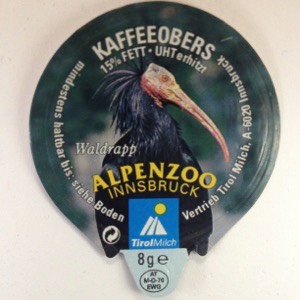 KAFFEEOBERS
15% FETT · UHT erhitzt
mindestens haltbar bis: siehe Boden
Vertrieb Tirol Milch, A-6020 Innsbruck
Waldrapp
ALPENZOO
INNSBRUCK
TirolMilch
8g e
AT
M-O-70
EWG